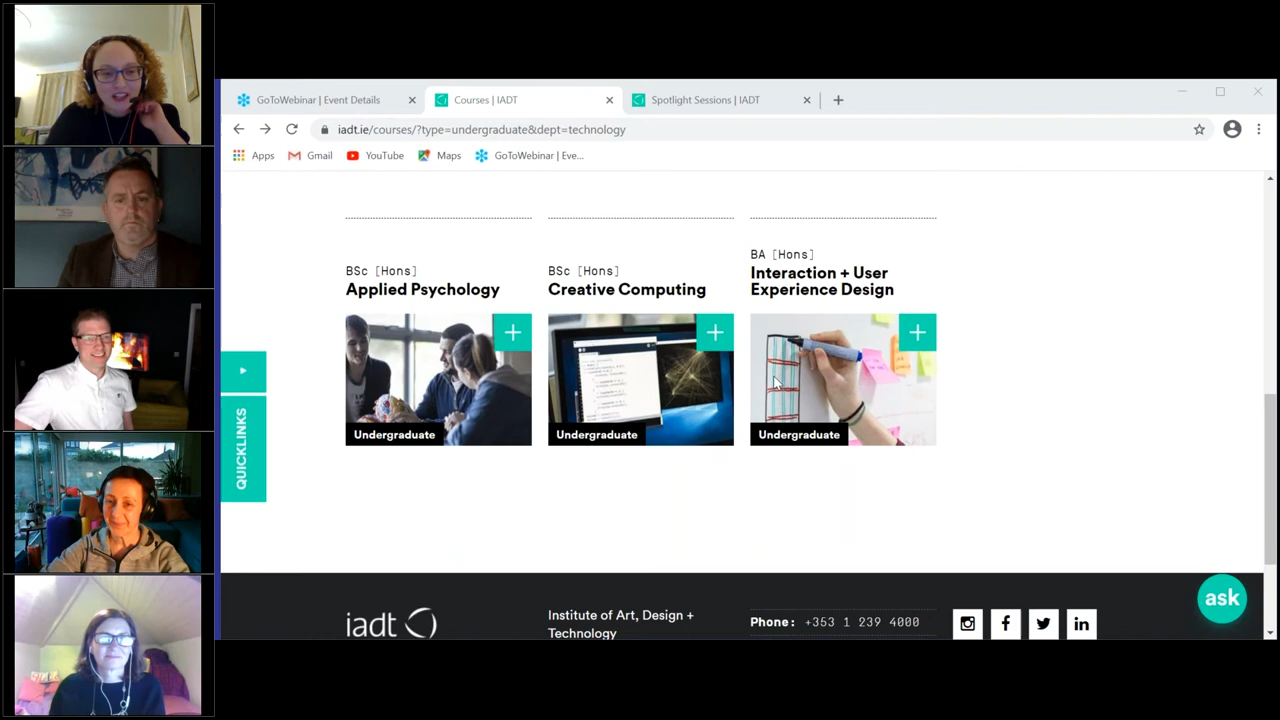 GoToWebinar | Event Details
Courses | IADT
Spotlight Sessions | IADT
iadt.ie/courses/?type=undergraduate&dept=technology
Apps
Gmail
YouTube
Maps
GoToWebinar | Eve...
BSc [Hons]
Applied Psychology
BSc [Hons]
Creative Computing
BA [Hons]
Interaction + User
Experience Design
Undergraduate
Undergraduate
Undergraduate
QUICKLINKS
ask
iadt
Institute of Art, Design +
Technology
Phone: +353 1 239 4000